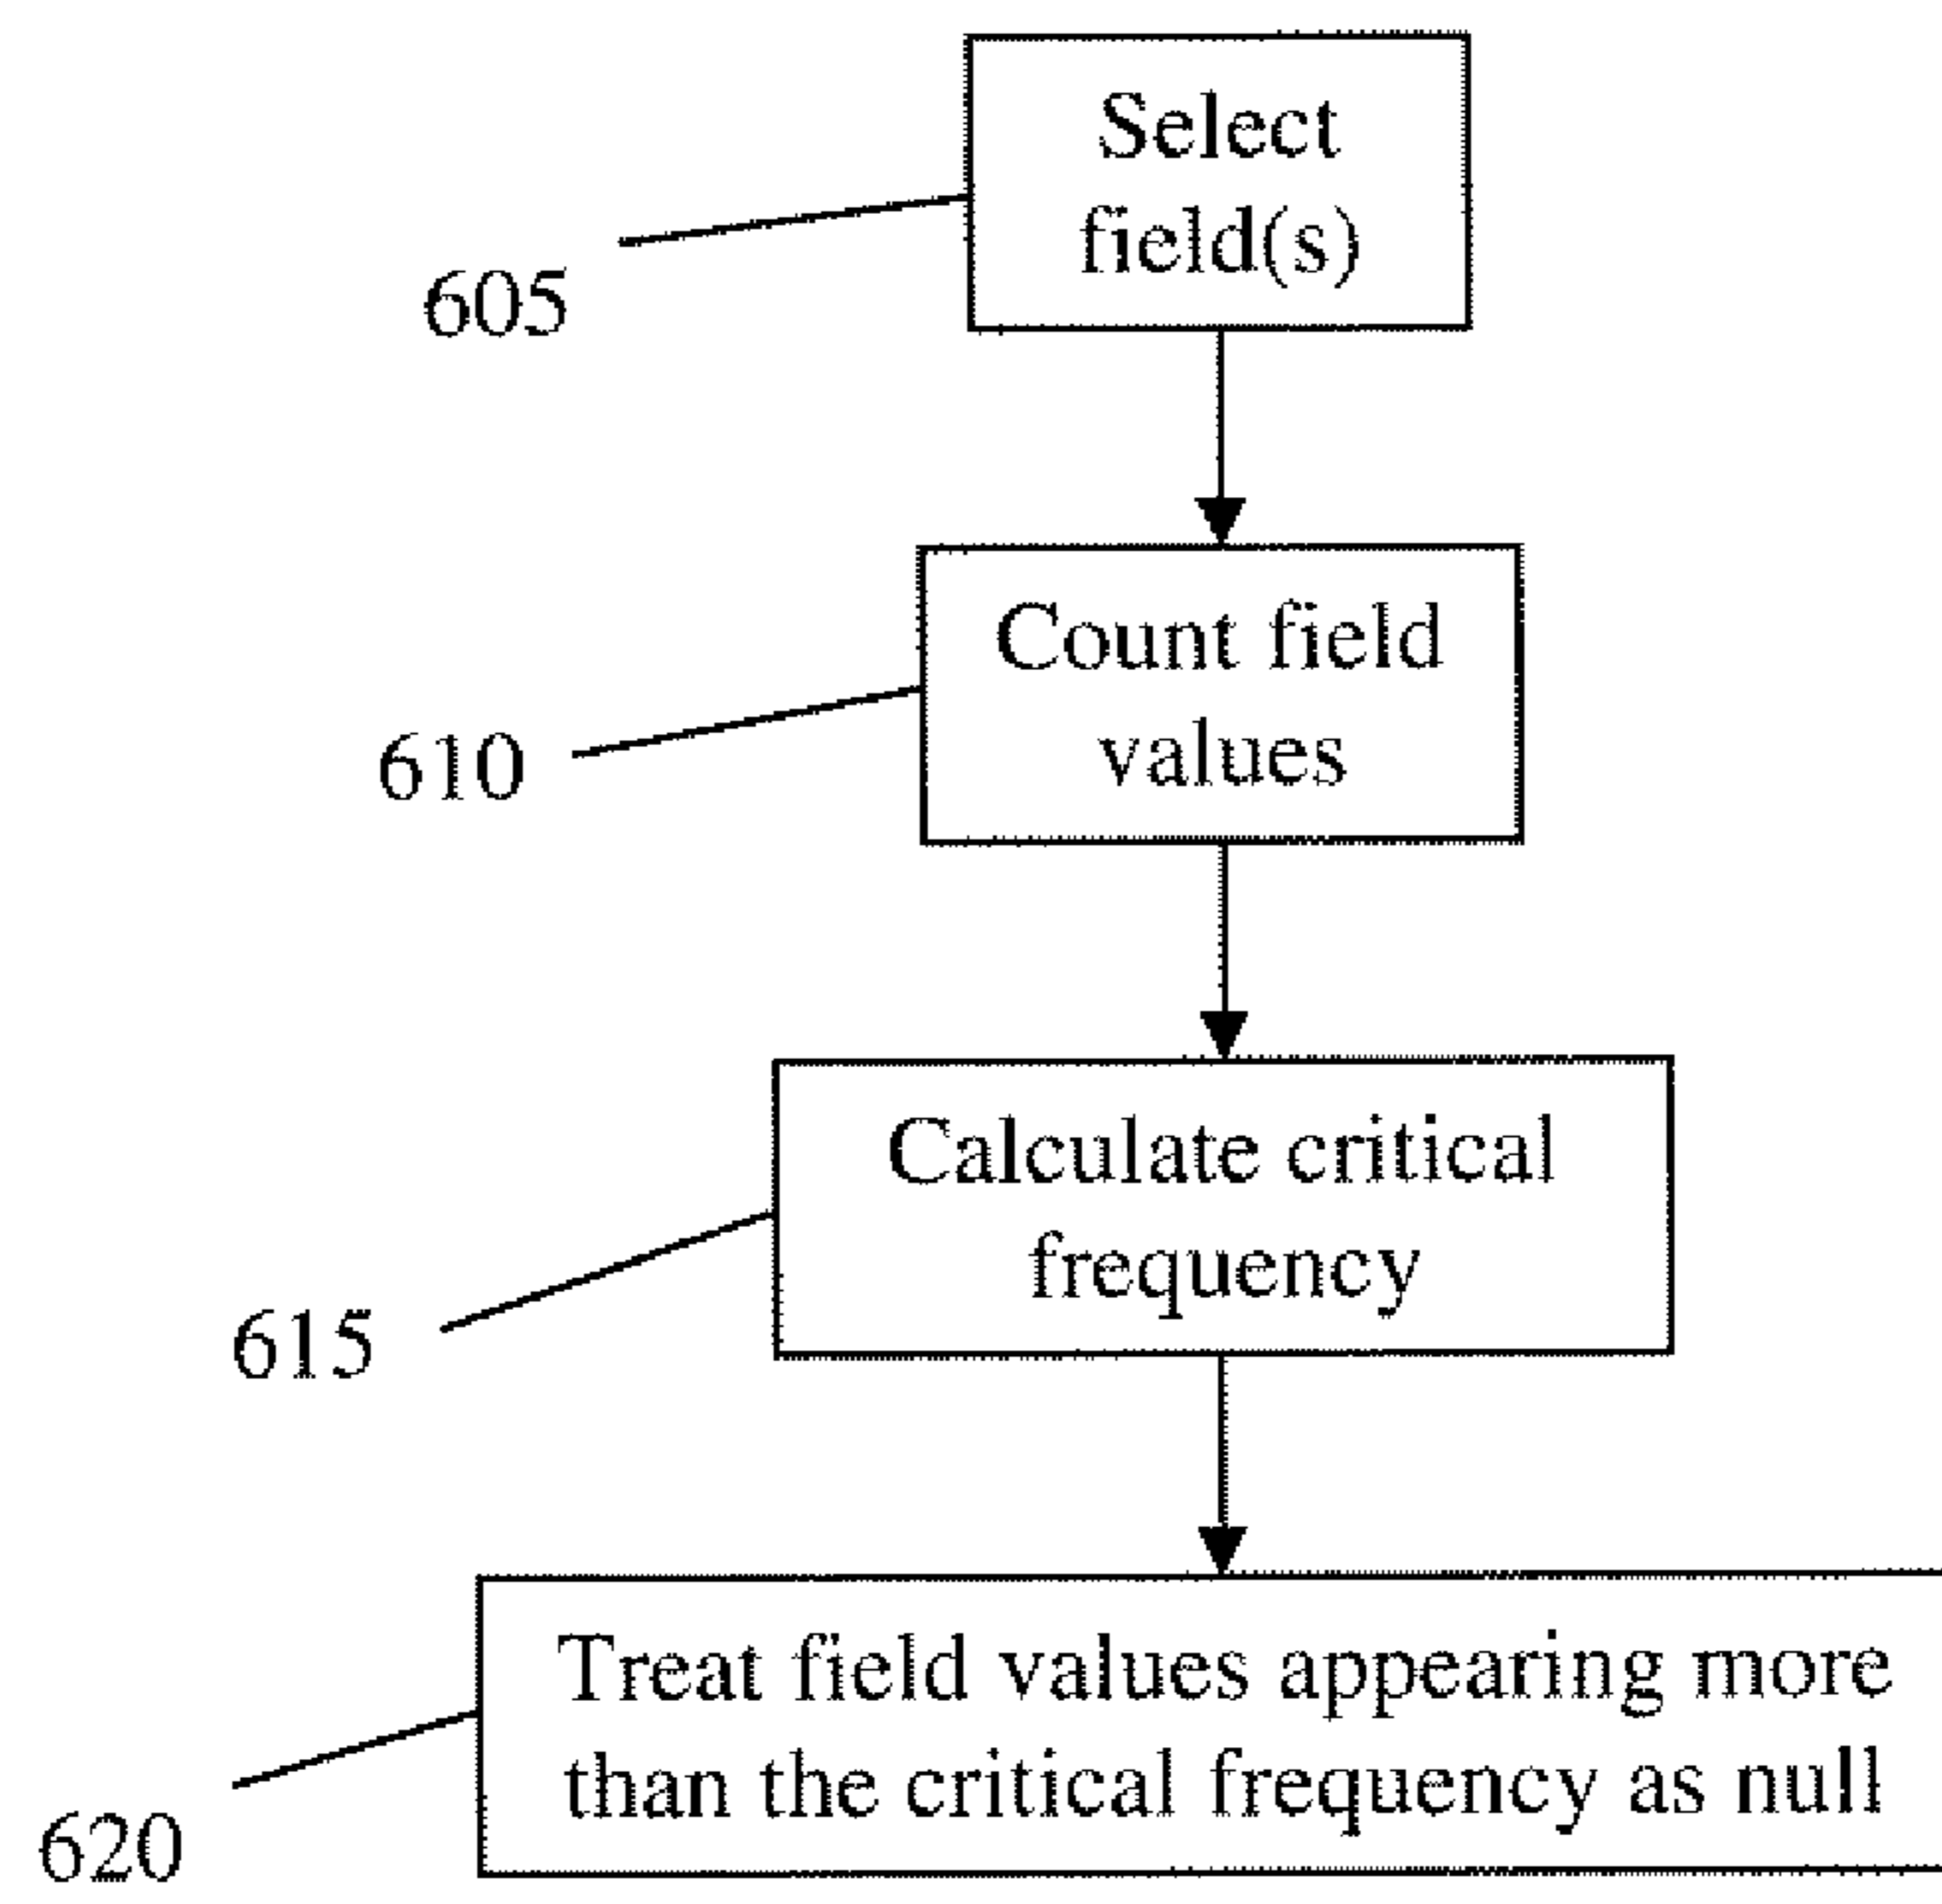 Select
field(s)
605
Count field
values
610
Calculate critical
frequency
615
Treat field values appearing more
than the critical frequency as null
620